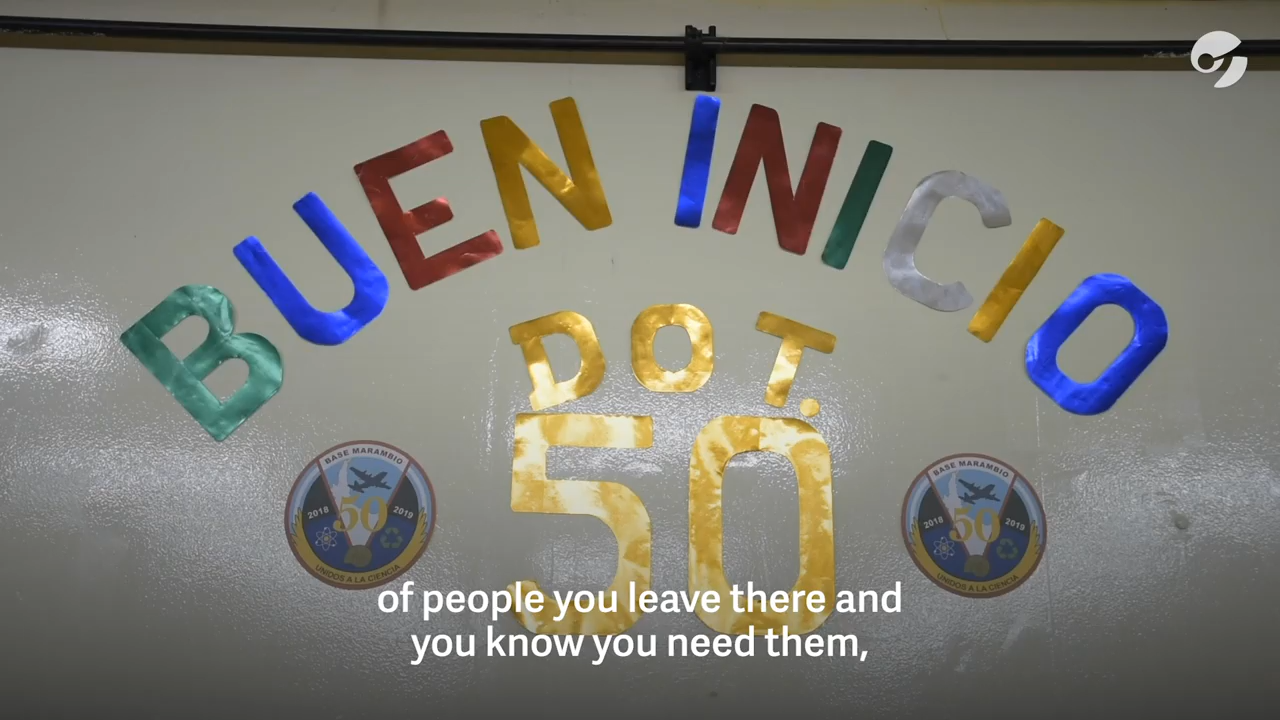 BUEN INICIO
DOT.
50
BASE MARAMBIO
50
2018 2019
UNIDOS A LA CIENCIA
BASE MARAMBIO
50
2018 2019
UNIDOS A LA CIENCIA
of people you leave there and
you know you need them,